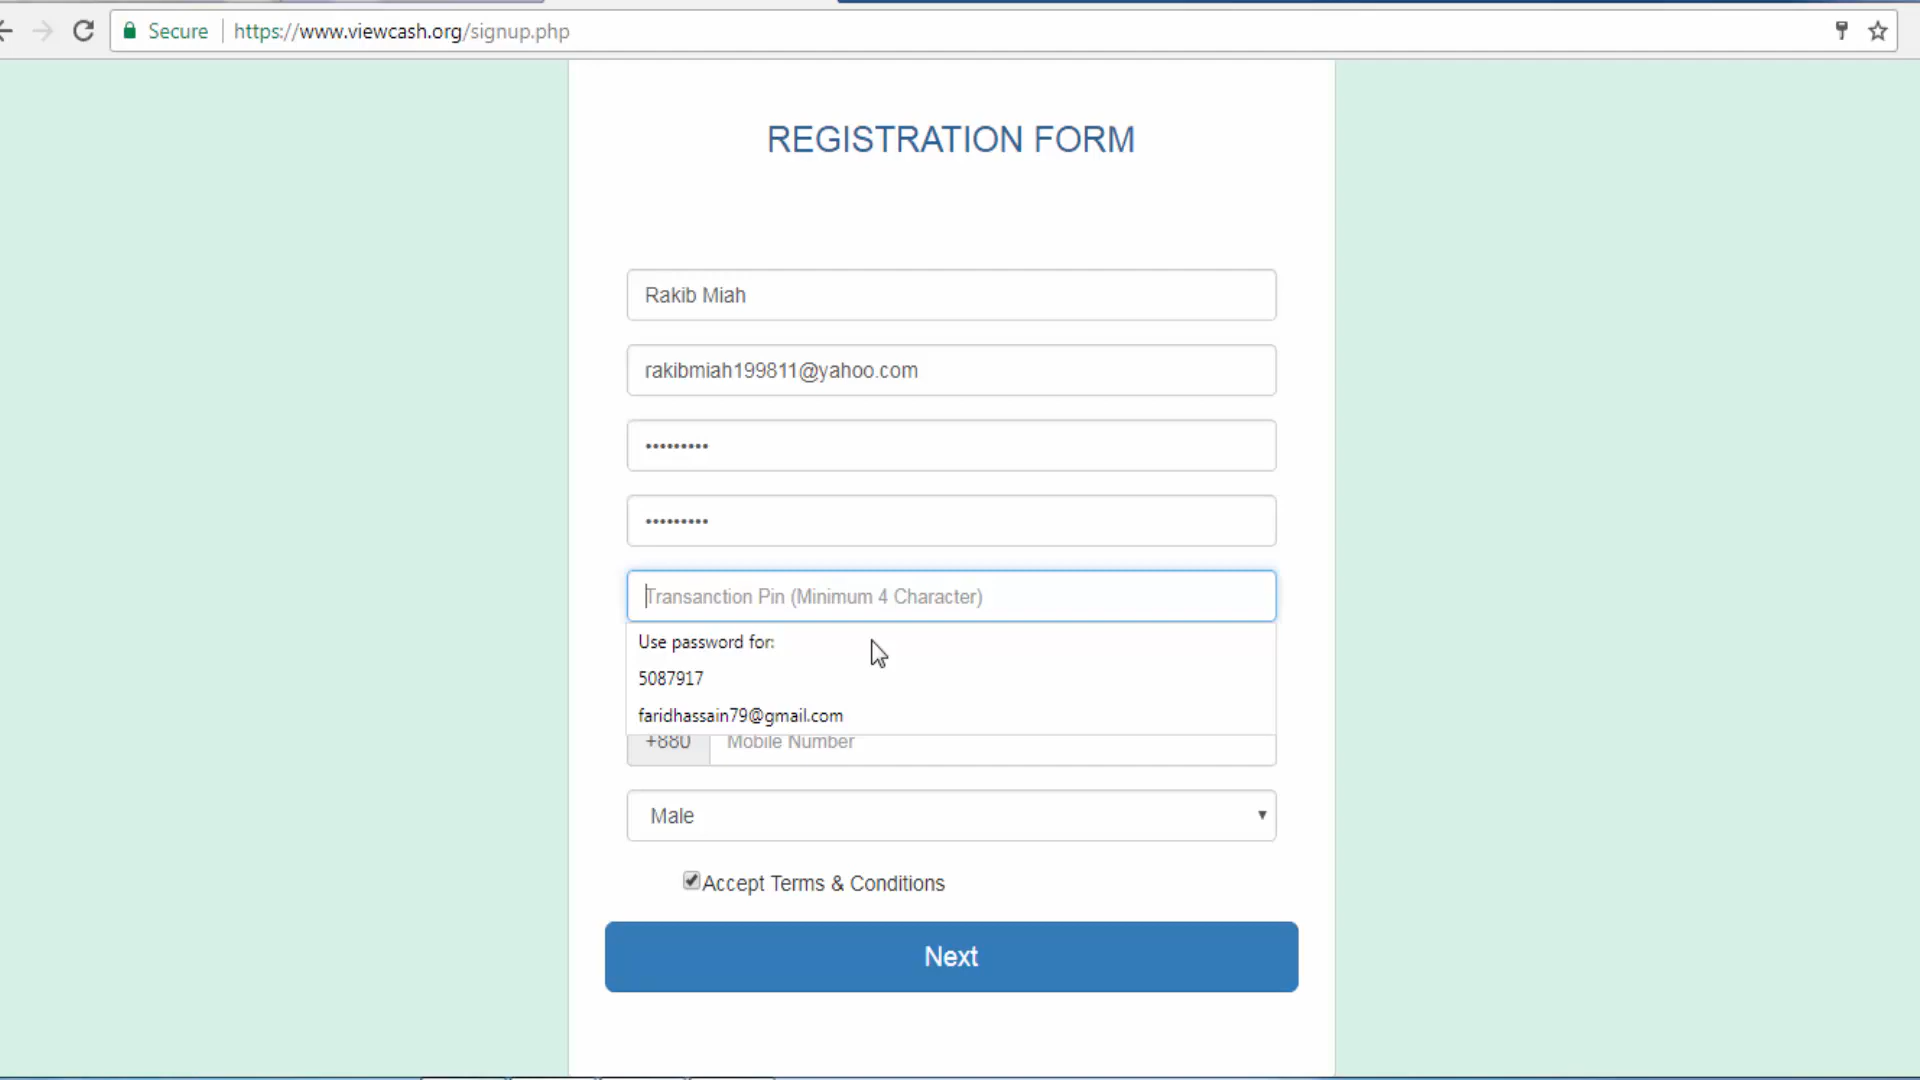 Secure https://www.viewcash.org/signup.php
REGISTRATION FORM
Rakib Miah
rakibmiah199811@yahoo.com
•••••••••
•••••••••
Transanction Pin (Minimum 4 Character)
Use password for:
5087917
faridhassain79@gmail.com
+880 Mobile Number
Male
Accept Terms & Conditions
Next